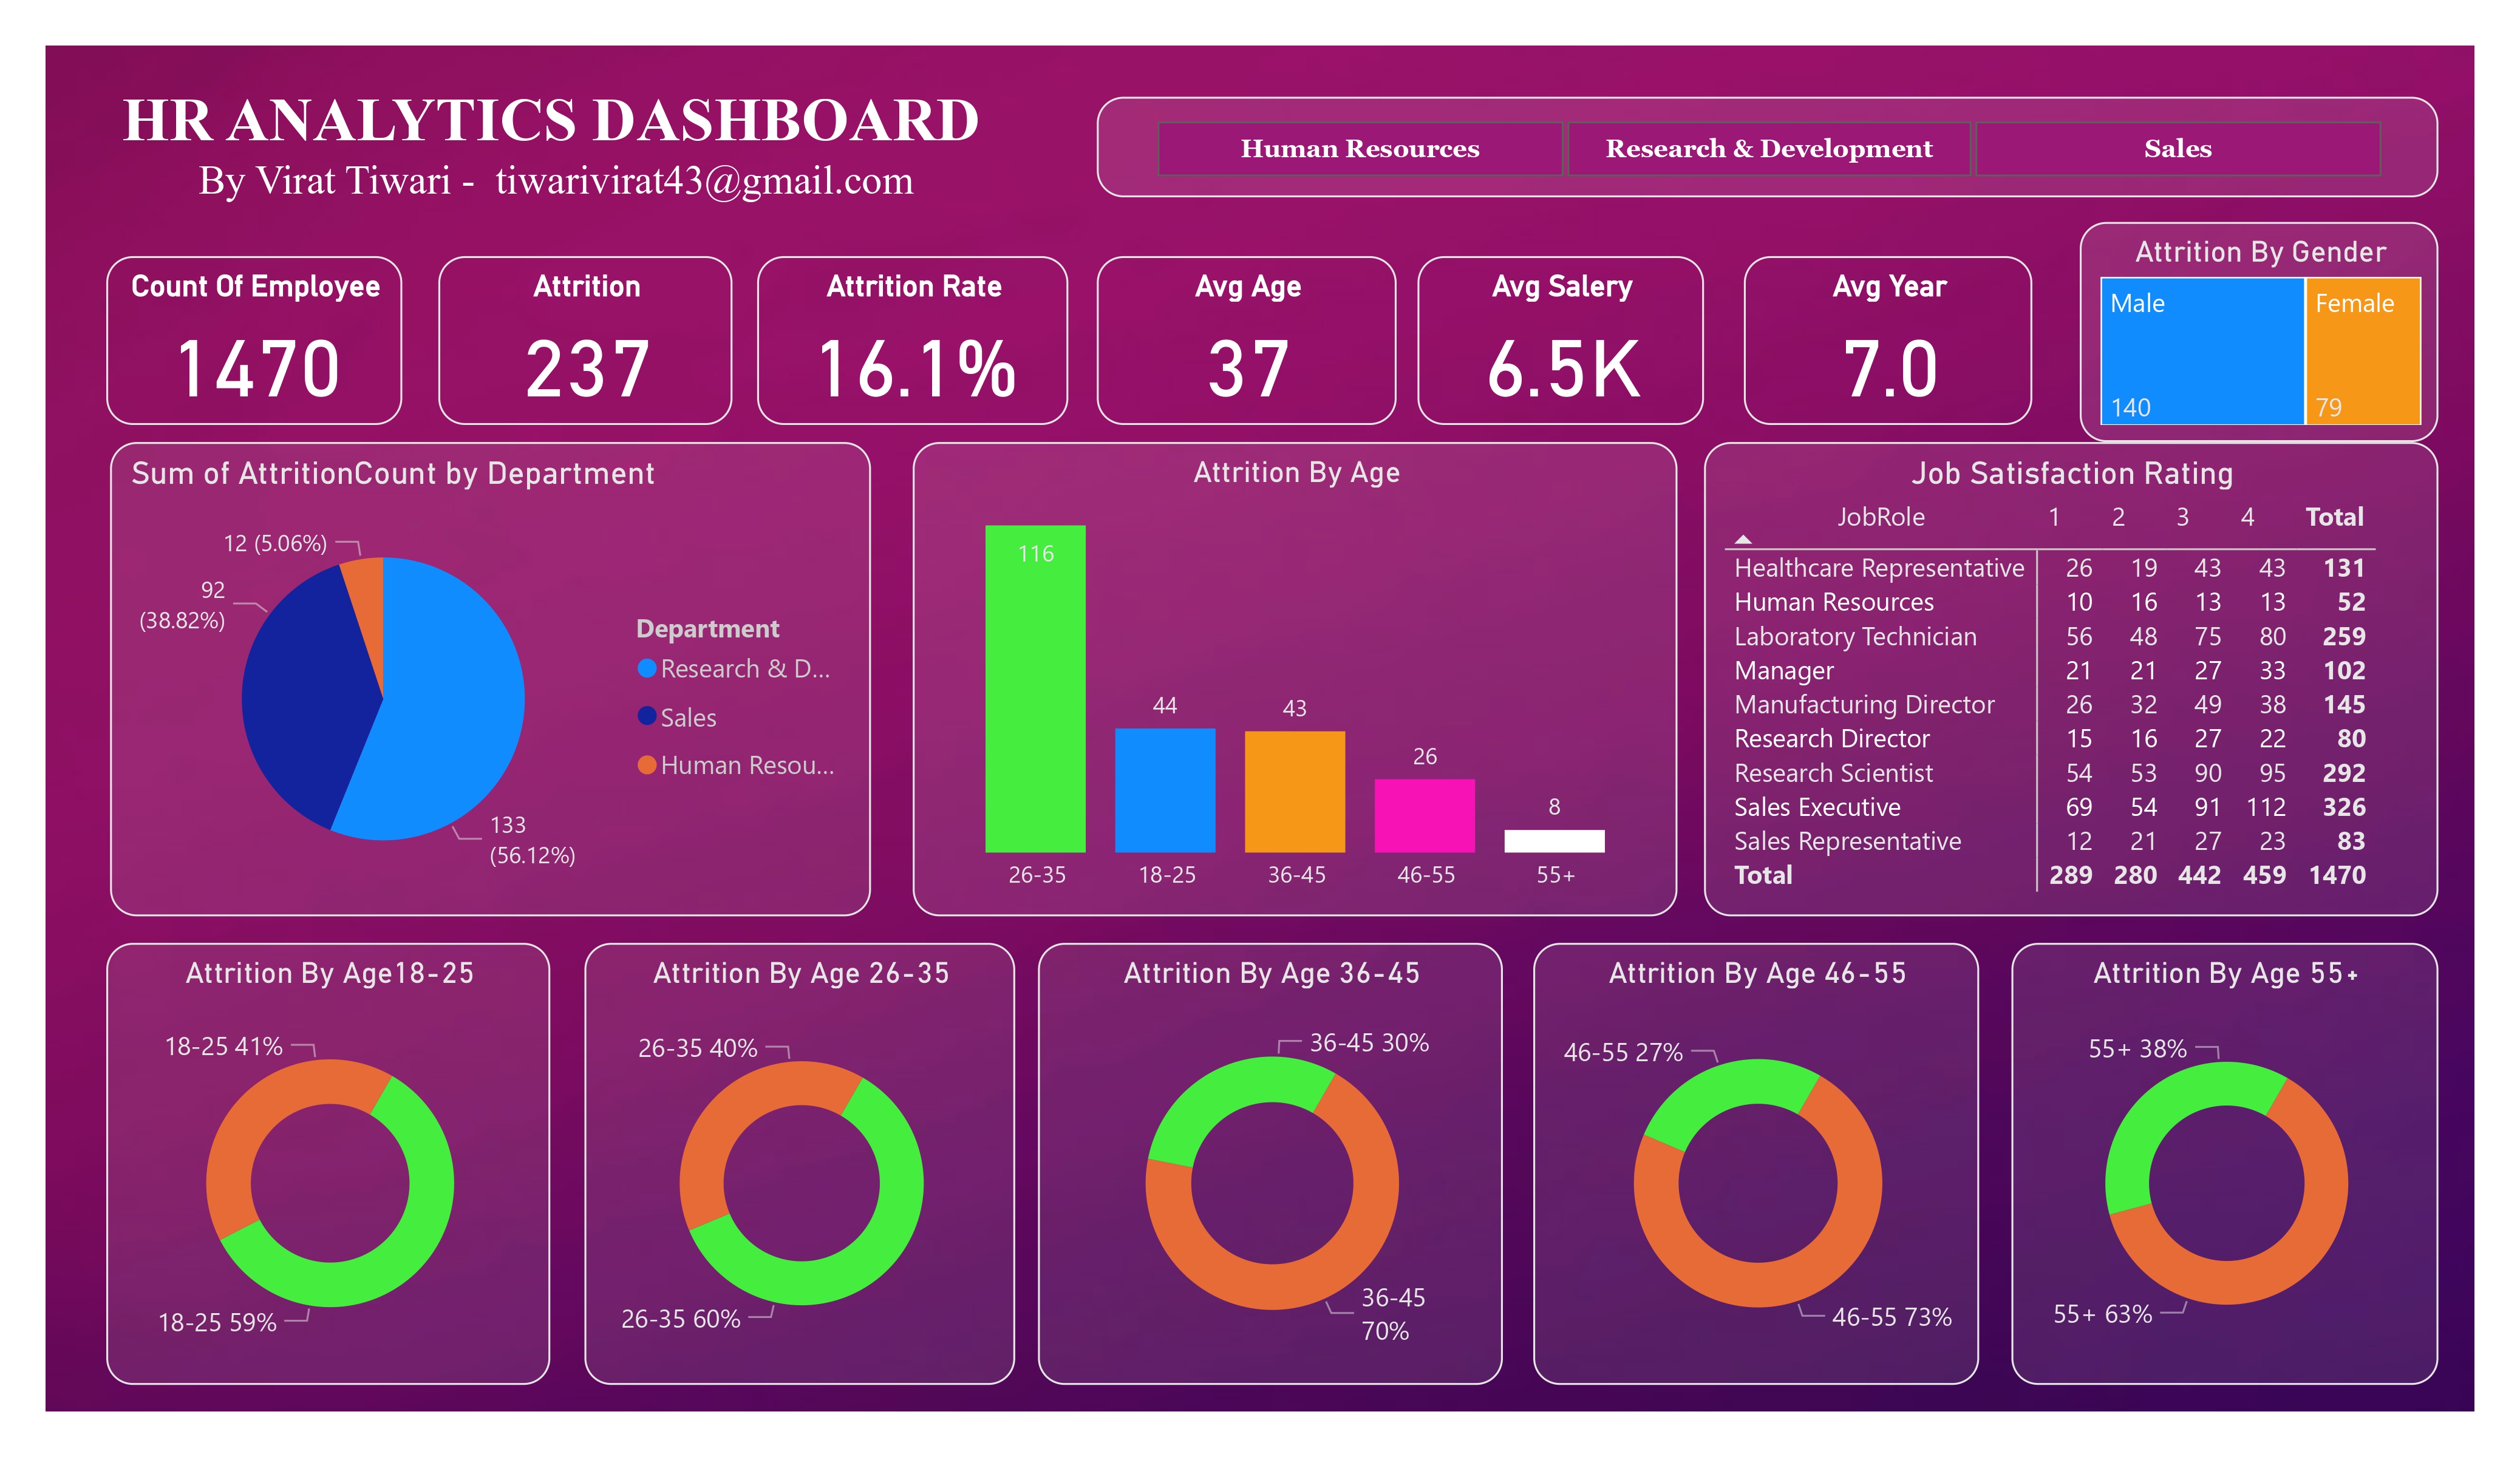 HR ANALYTICS DASHBOARD
By Virat Tiwari - tiwarivirat43@gmail.com
Human Resources
Research & Development
Sales
Count Of Employee
1470
Attrition
237
Attrition Rate
16.1%
Avg Age
37
Avg Salery
6.5K
Avg Year
7.0
Attrition By Gender
Male
Female
140
79
Sum of AttritionCount by Department
12 (5.06%)
92
(38.82%)
133
(56.12%)
Department
Research & D...
Sales
Human Resou...
Attrition By Age
116
44
43
26
8
26-35
18-25
36-45
46-55
55+
Job Satisfaction Rating
JobRole 1 2 3 4 Total
Healthcare Representative 26 19 43 43 131
Human Resources 10 16 13 13 52
Laboratory Technician 56 48 75 80 259
Manager 21 21 27 33 102
Manufacturing Director 26 32 49 38 145
Research Director 15 16 27 22 80
Research Scientist 54 53 90 95 292
Sales Executive 69 54 91 112 326
Sales Representative 12 21 27 23 83
Total 289 280 442 459 1470
Attrition By Age18-25
18-25 41%
18-25 59%
Attrition By Age 26-35
26-35 40%
26-35 60%
Attrition By Age 36-45
36-45 30%
36-45
70%
Attrition By Age 46-55
46-55 27%
46-55 73%
Attrition By Age 55+
55+ 38%
55+ 63%